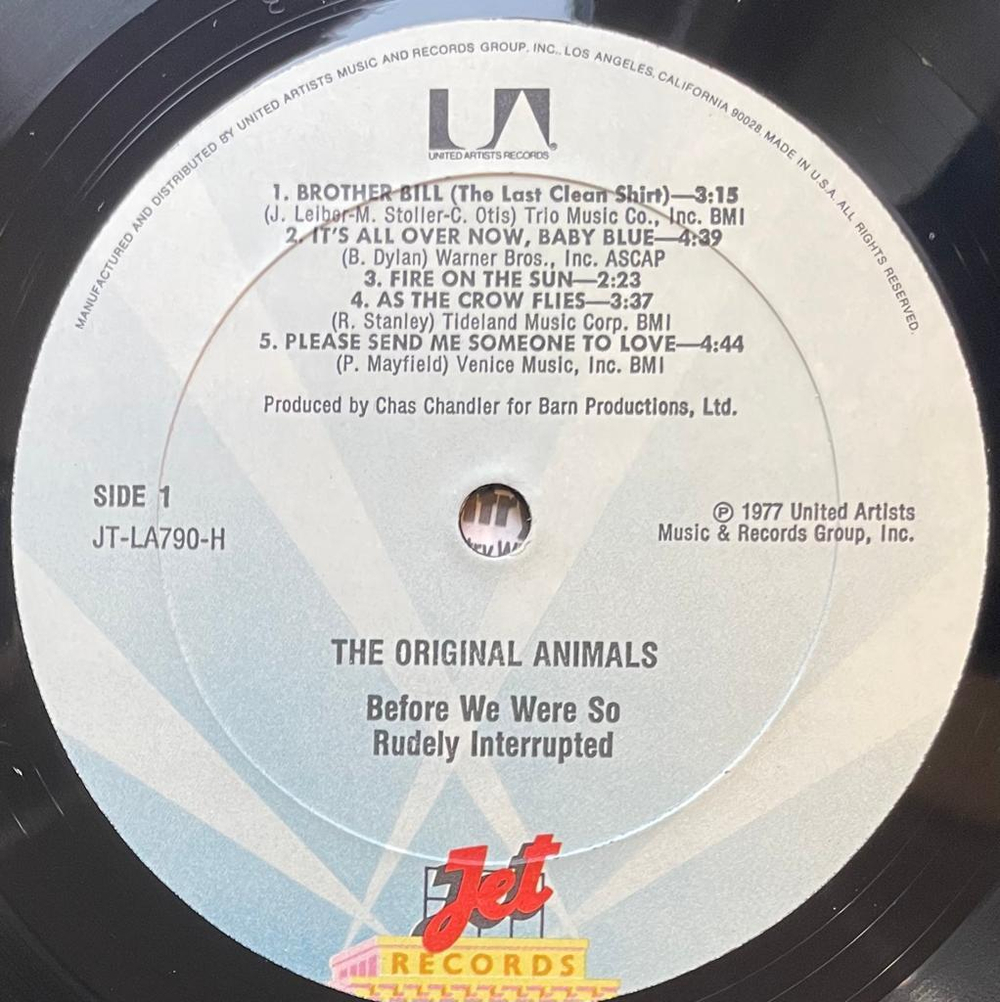 MANUFACTURED AND DISTRIBUTED BY UNITED ARTISTS MUSIC AND RECORDS GROUP, INC., LOS ANGELES, CALIFORNIA 90028, MADE IN U.S.A. ALL RIGHTS RESERVED.
UA
UNITED ARTISTS RECORDS
1. BROTHER BILL (The Last Clean Shirt)—3:15
(J. Leiber-M. Stoller-C. Otis) Trio Music Co., Inc. BMI
2. IT'S ALL OVER NOW, BABY BLUE—4:39
(B. Dylan) Warner Bros., Inc. ASCAP
3. FIRE ON THE SUN—2:23
4. AS THE CROW FLIES—3:37
(R. Stanley) Tideland Music Corp. BMI
5. PLEASE SEND ME SOMEONE TO LOVE—4:44
(P. Mayfield) Venice Music, Inc. BMI
Produced by Chas Chandler for Barn Productions, Ltd.
SIDE 1
JT-LA790-H
℗ 1977 United Artists
Music & Records Group, Inc.
THE ORIGINAL ANIMALS
Before We Were So
Rudely Interrupted
Jet
RECORDS